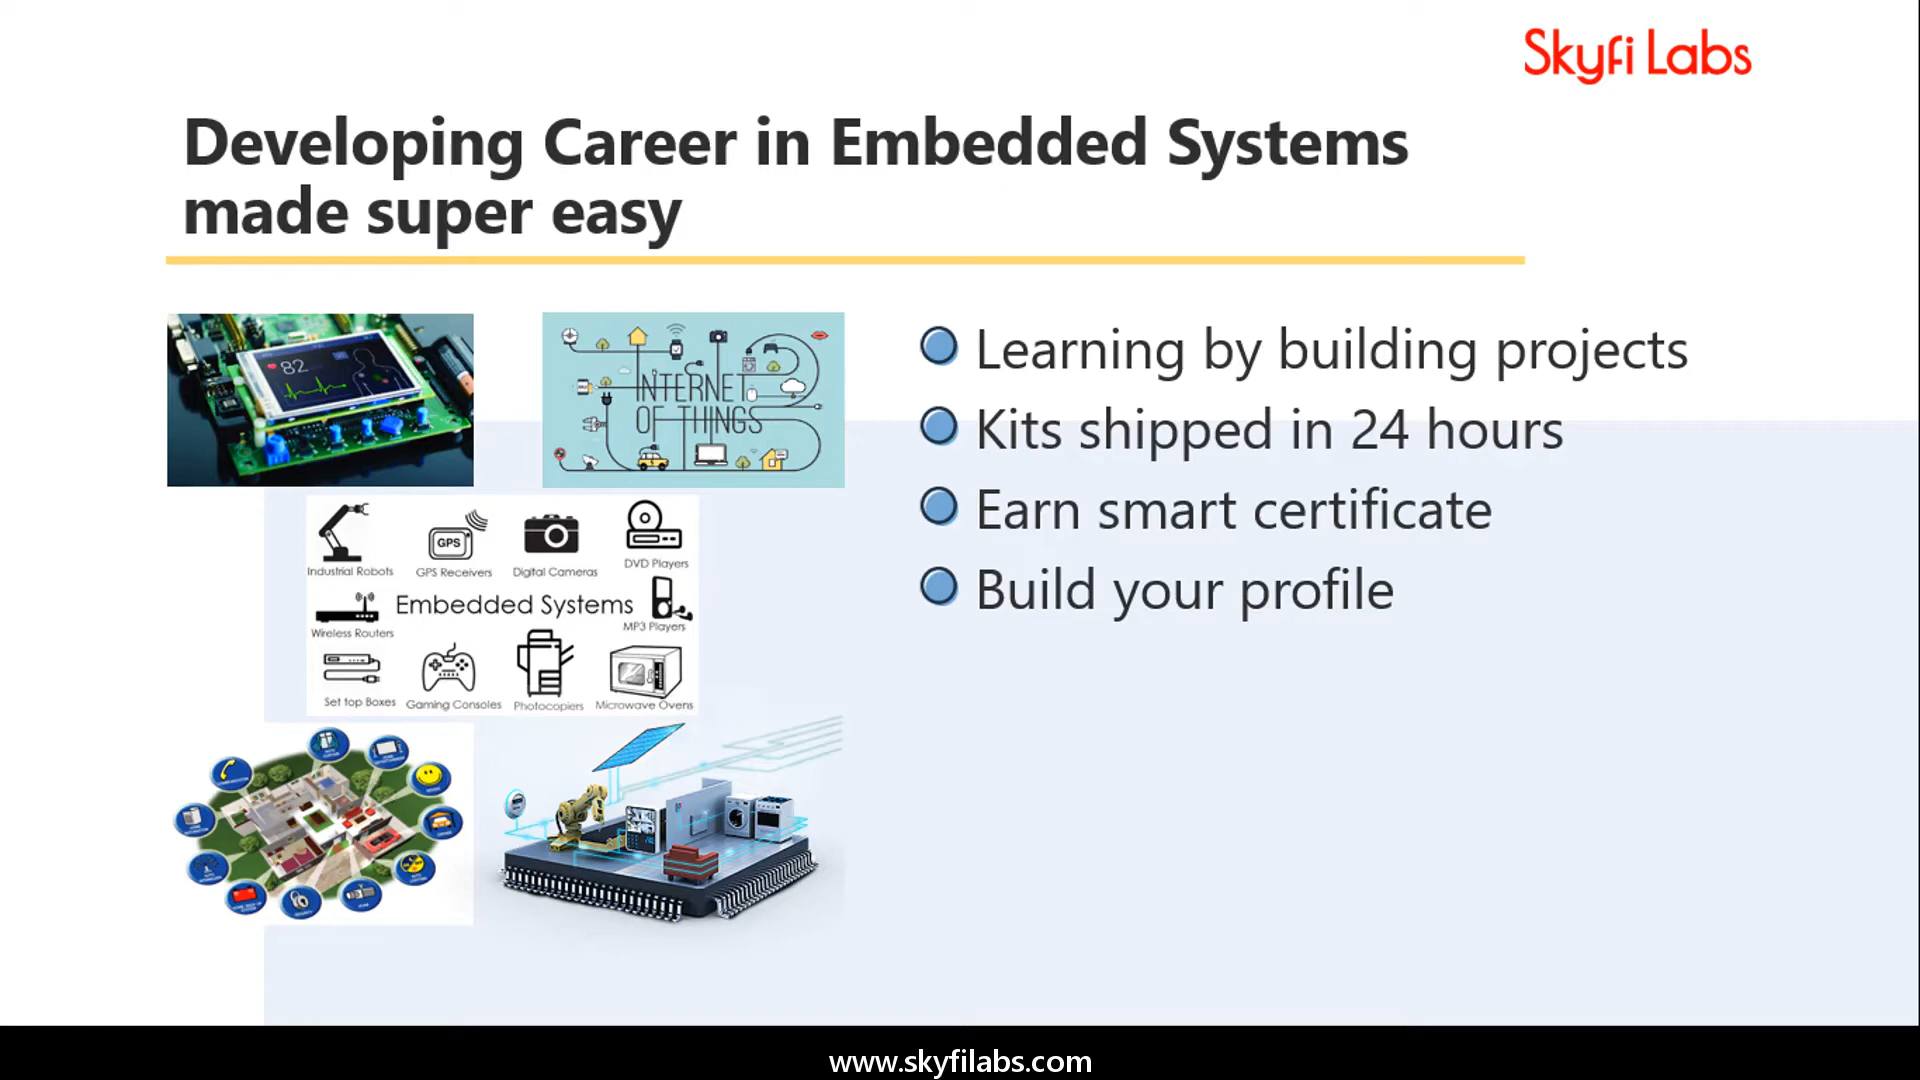 Skyfi Labs
Developing Career in Embedded Systems
made super easy
82
INTERNET
OF THINGS
Learning by building projects
Kits shipped in 24 hours
Earn smart certificate
Build your profile
GPS
Industrial Robots
GPS Receivers
Digital Cameras
DVD Players
Embedded Systems
Wireless Routers
MP3 Players
Set top Boxes
Gaming Consoles
Photocopiers
Microwave Ovens
www.skyfilabs.com